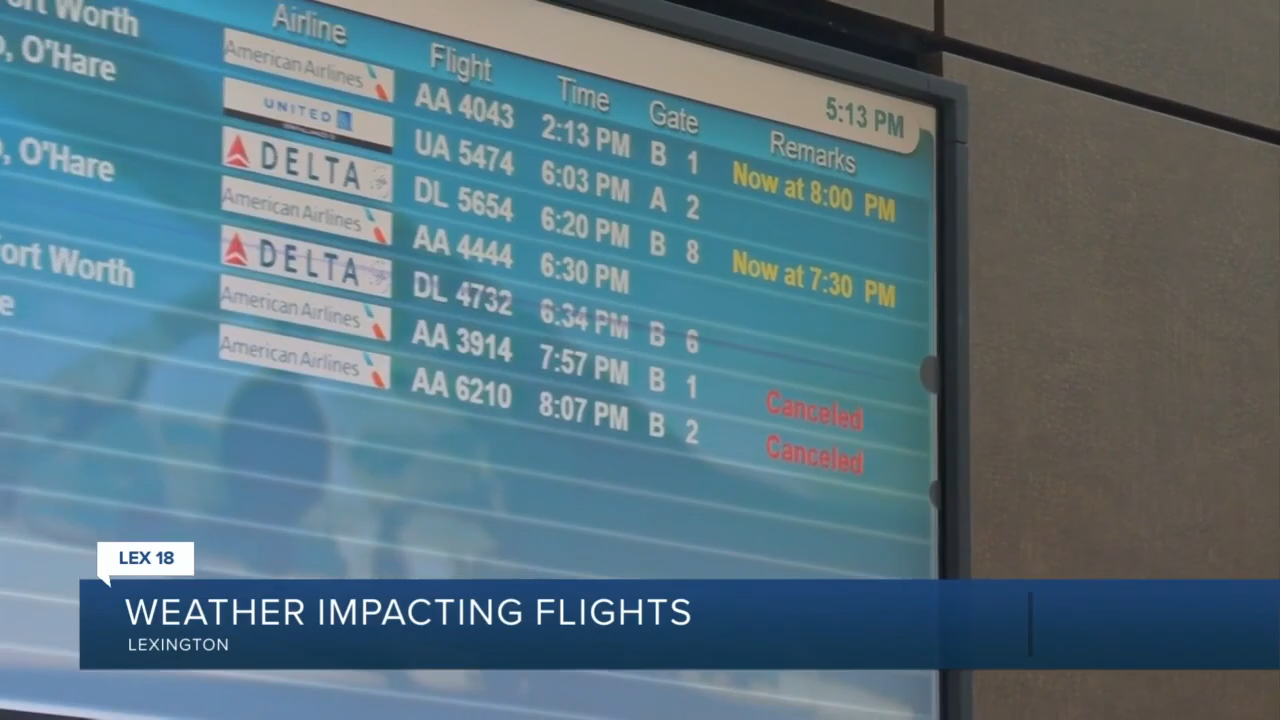 5:13 PM
Airline Flight Time Gate Remarks
ort Worth American Airlines AA 4043 2:13 PM B 1 Now at 8:00 PM
, O'Hare UNITED UA 5474 6:03 PM A 2
DELTA DL 5654 6:20 PM B 8 Now at 7:30 PM
, O'Hare American Airlines AA 4444 6:30 PM
DELTA DL 4732 6:34 PM B 6
ort Worth American Airlines AA 3914 7:57 PM B 1 Canceled
e American Airlines AA 6210 8:07 PM B 2 Canceled
LEX 18
WEATHER IMPACTING FLIGHTS
LEXINGTON